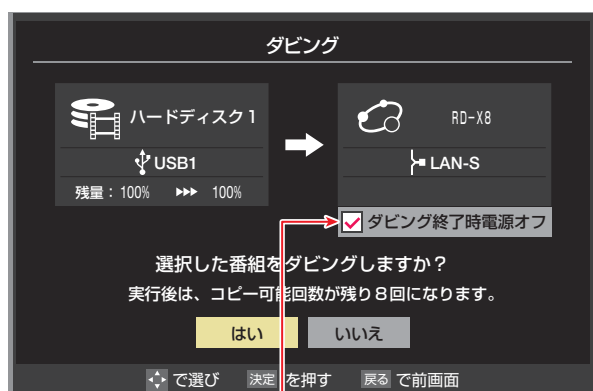 ダビング
ハードディスク1
RD-X8
USB1
LAN-S
残量：100% ▶▶▶ 100%
ダビング終了時電源オフ
選択した番組をダビングしますか？
実行後は、コピー可能回数が残り8回になります。
はい いいえ
で選び 決定 を押す 戻る で前画面